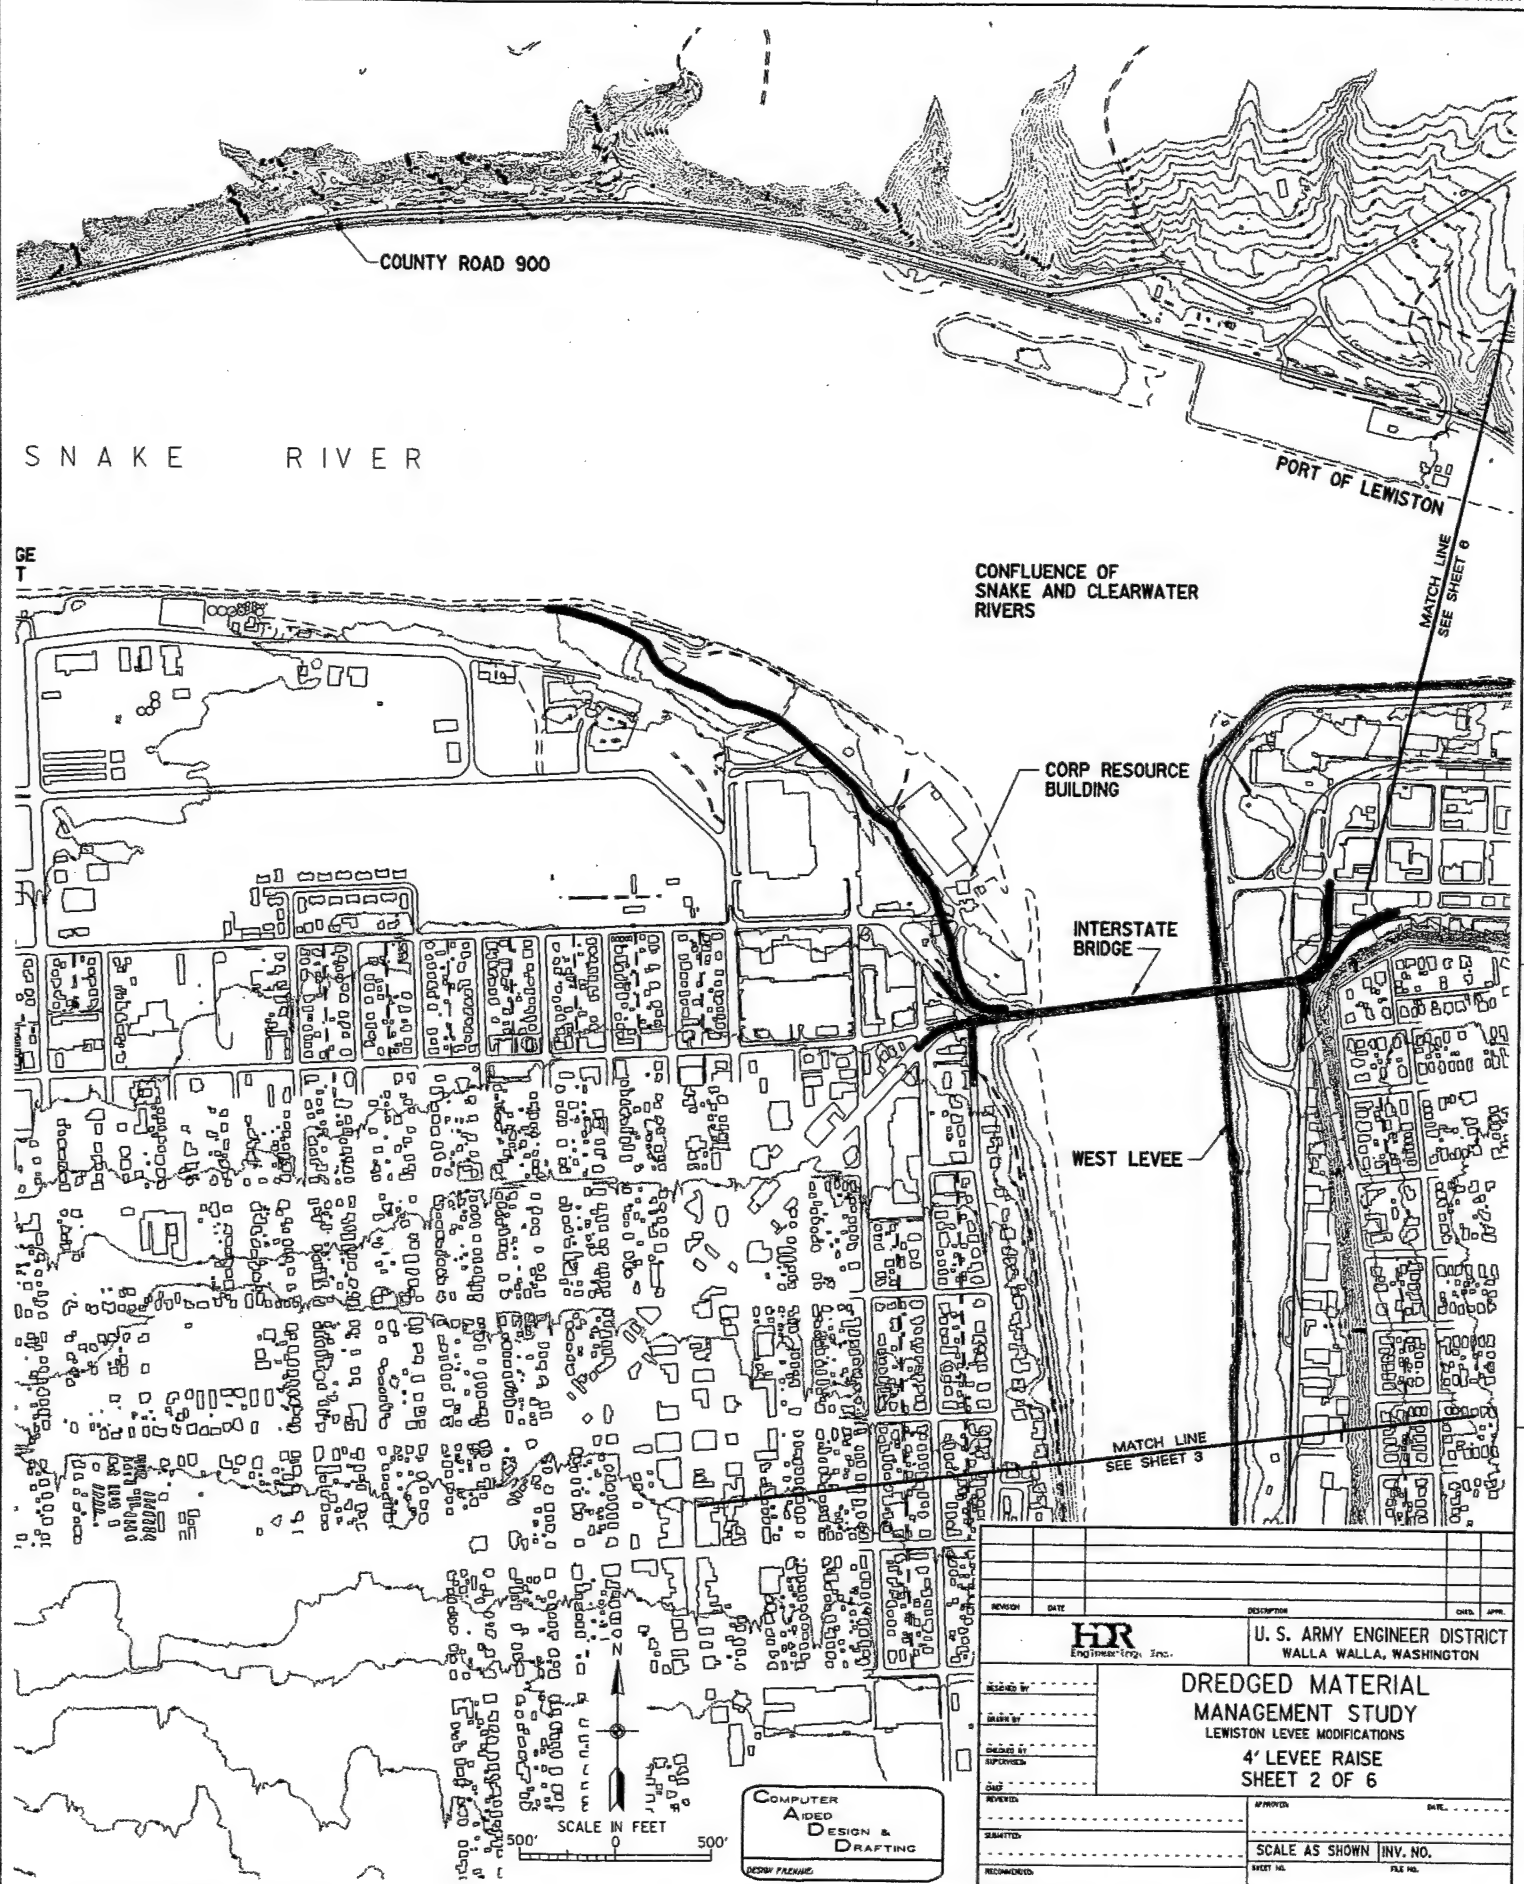 COUNTY ROAD 900
SNAKE RIVER
PORT OF LEWISTON
MATCH LINE
SEE SHEET 6
GE
T
CONFLUENCE OF
SNAKE AND CLEARWATER
RIVERS
CORP RESOURCE
BUILDING
INTERSTATE
BRIDGE
WEST LEVEE
MATCH LINE
SEE SHEET 3
REVISION DATE DESCRIPTION CHKD. APPR.
HDR
Engineering, Inc.
U. S. ARMY ENGINEER DISTRICT
WALLA WALLA, WASHINGTON
DESIGNED BY
DRAWN BY
CHECKED BY
SUPERVISED:
CHIEF
DREDGED MATERIAL
MANAGEMENT STUDY
LEWISTON LEVEE MODIFICATIONS
4' LEVEE RAISE
SHEET 2 OF 6
REVIEWED:
APPROVED: DATE:
SUBMITTED:
SCALE AS SHOWN INV. NO.
RECOMMENDED:
SHEET NO. FILE NO.
N
SCALE IN FEET
500' 0 500'
COMPUTER
AIDED
DESIGN &
DRAFTING
DESIGN FILENAME: